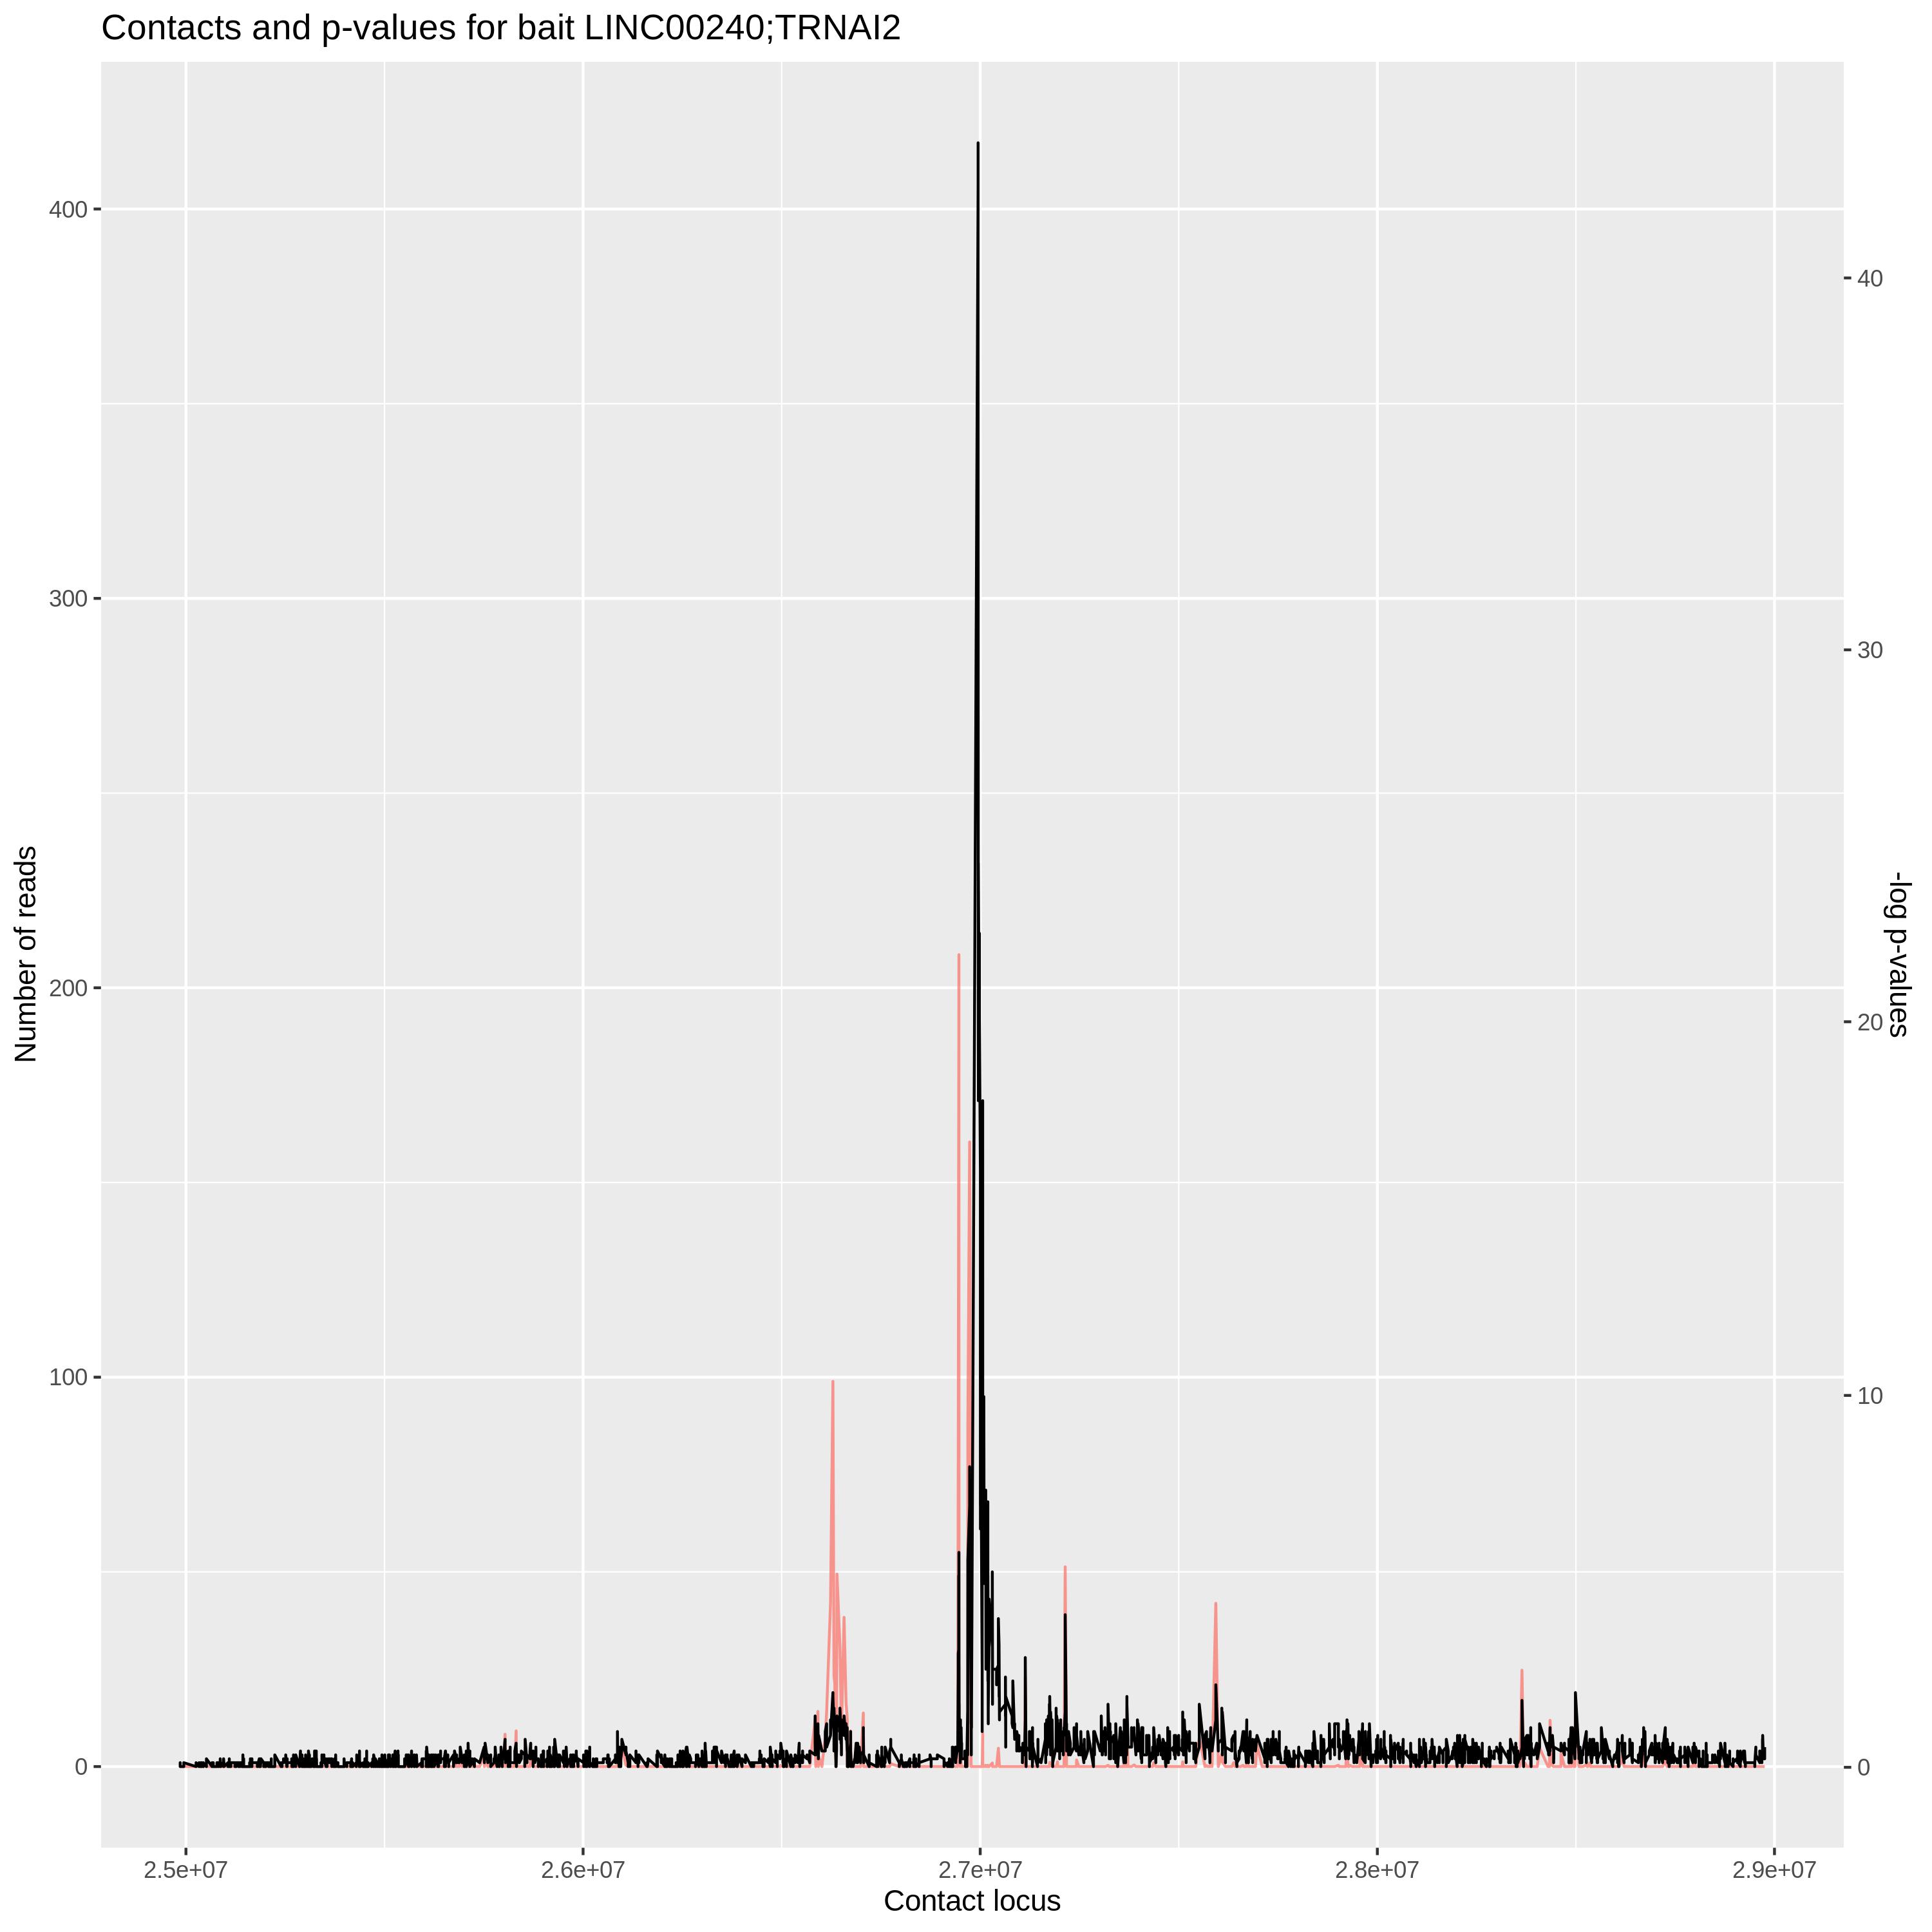 Contacts and p-values for bait LINC00240;TRNAI2
Number of reads
400
300
200
100
0
40
30
20
10
0
-log p-values
2.5e+07
2.6e+07
2.7e+07
2.8e+07
2.9e+07
Contact locus